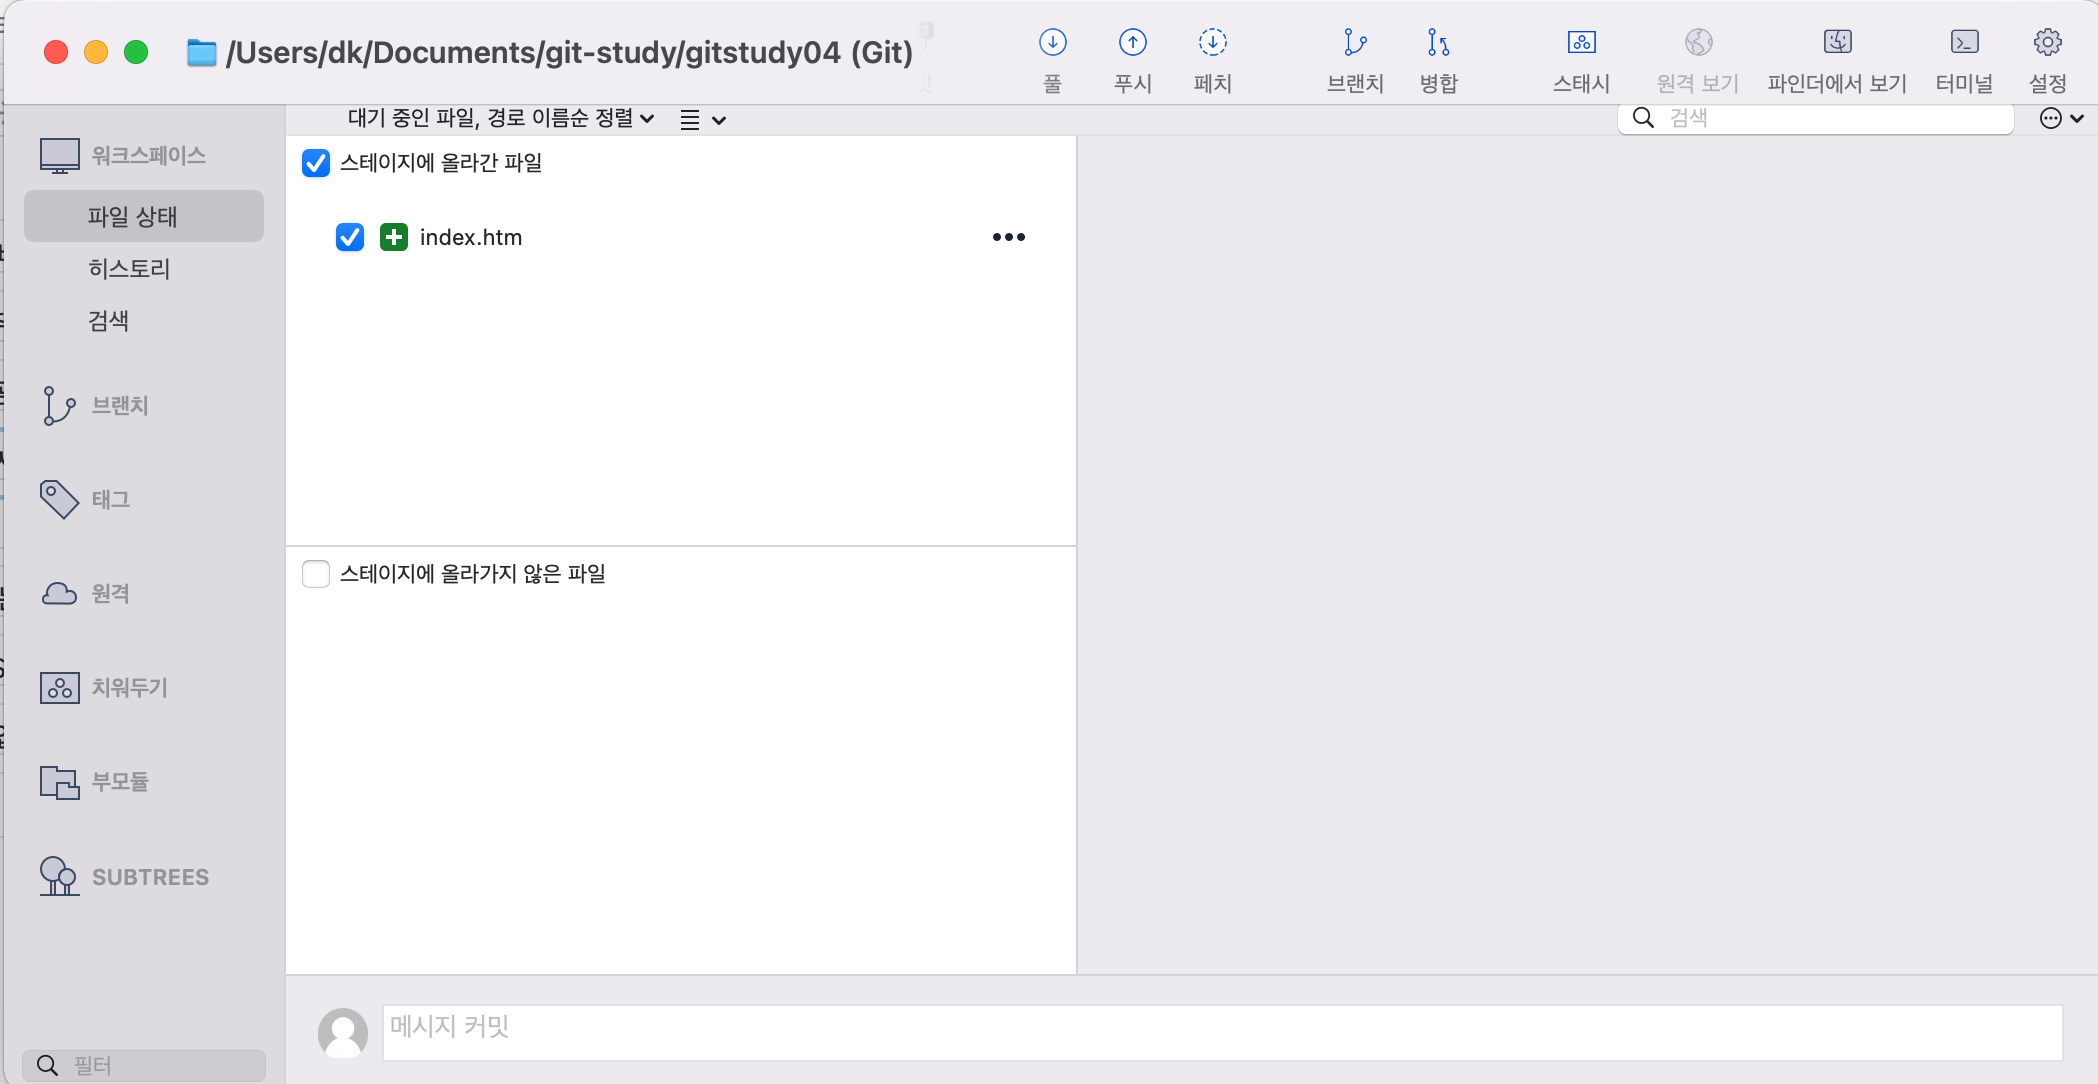 /Users/dk/Documents/git-study/gitstudy04 (Git)
풀
푸시
페치
브랜치
병합
스태시
원격 보기
파인더에서 보기
터미널
설정
대기 중인 파일, 경로 이름순 정렬
검색
워크스페이스
파일 상태
히스토리
검색
브랜치
태그
원격
치워두기
부모듈
SUBTREES
필터
스테이지에 올라간 파일
index.htm
스테이지에 올라가지 않은 파일
메시지 커밋